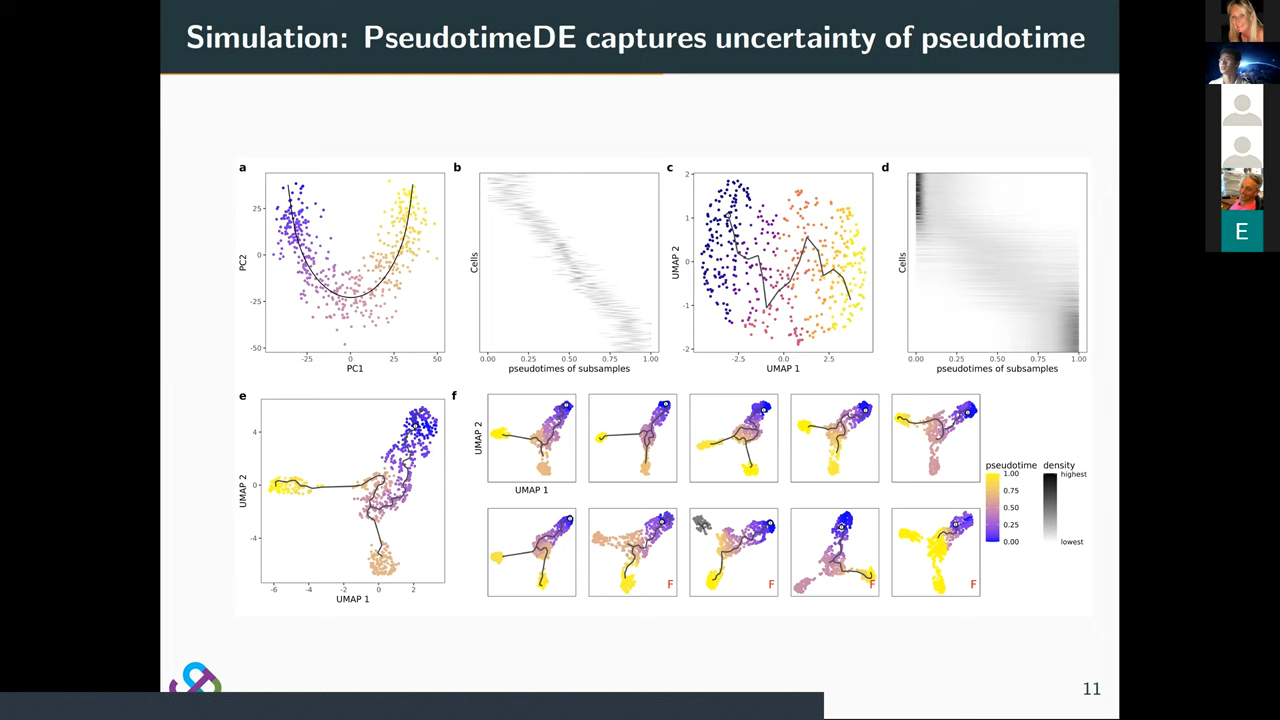 Simulation: PseudotimeDE captures uncertainty of pseudotime
a
25
0
-25
-50
PC2
-25
0
25
50
PC1
b
Cells
0.00
0.25
0.50
0.75
1.00
pseudotimes of subsamples
c
2
1
0
-1
-2
UMAP 2
-2.5
0.0
2.5
UMAP 1
d
Cells
0.00
0.25
0.50
0.75
1.00
pseudotimes of subsamples
e
4
0
-4
UMAP 2
-6
-4
-2
0
2
UMAP 1
f
UMAP 2
UMAP 1
F
F
F
F
pseudotime
1.00
0.75
0.50
0.25
0.00
density
highest
lowest
11
E